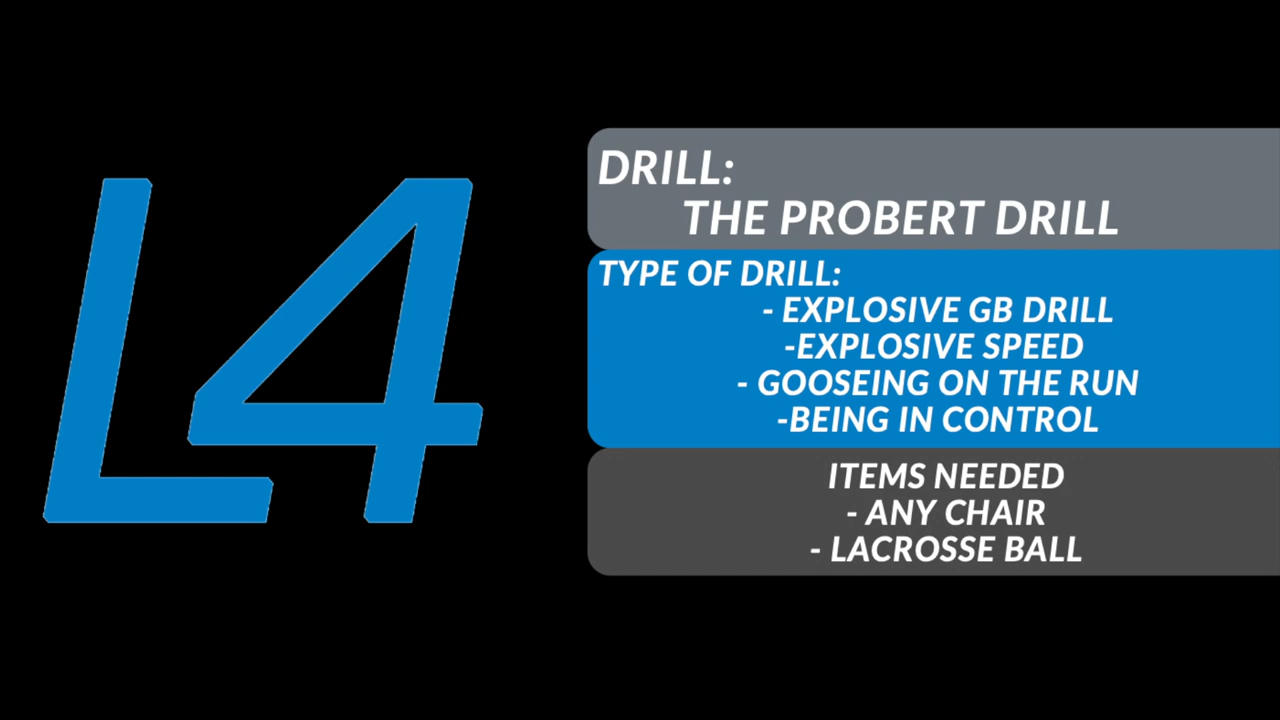 L4
DRILL:
THE PROBERT DRILL
TYPE OF DRILL:
- EXPLOSIVE GB DRILL
-EXPLOSIVE SPEED
- GOOSEING ON THE RUN
-BEING IN CONTROL
ITEMS NEEDED
- ANY CHAIR
- LACROSSE BALL